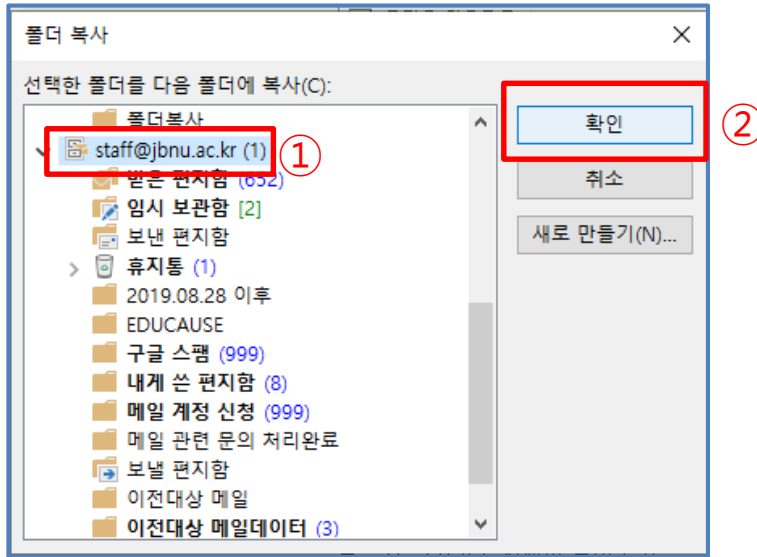 폴더 복사
선택한 폴더를 다음 폴더에 복사(C):
폴더복사
확인
②
staff@jbnu.ac.kr (1)
①
받은 편지함 (652)
취소
임시 보관함 [2]
보낸 편지함
새로 만들기(N)...
휴지통 (1)
2019.08.28 이후
EDUCAUSE
구글 스팸 (999)
내게 쓴 편지함 (8)
메일 계정 신청 (999)
메일 관련 문의 처리완료
보낼 편지함
이전대상 메일
이전대상 메일데이터 (3)